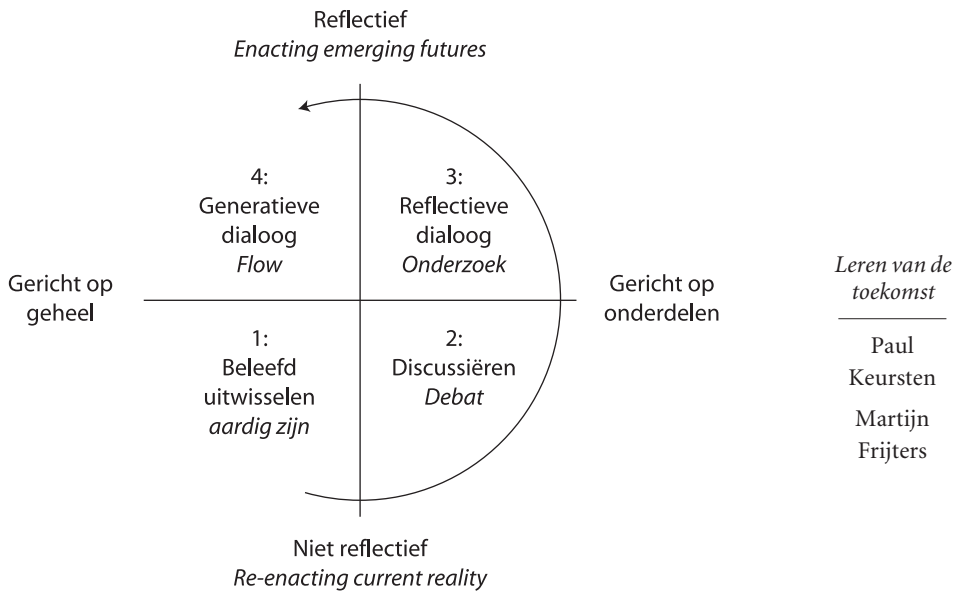 Reflectief
Enacting emerging futures
4:
Generatieve
dialoog
Flow
3:
Reflectieve
dialoog
Onderzoek
Gericht op
geheel
Gericht op
onderdelen
1:
Beleefd
uitwisselen
aardig zijn
2:
Discussiëren
Debat
Niet reflectief
Re-enacting current reality
Leren van de
toekomst
Paul
Keursten
Martijn
Frijters